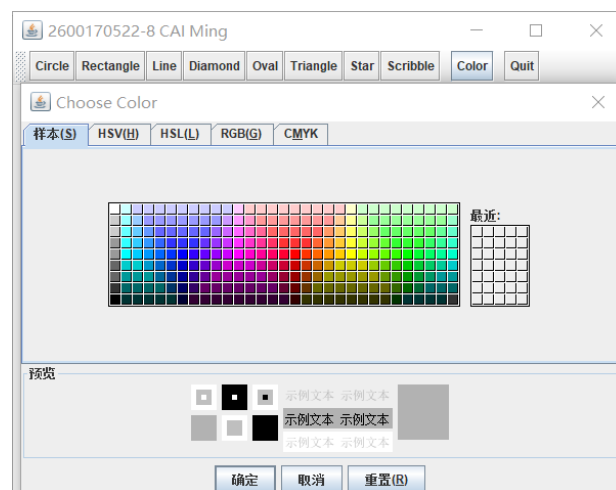 2600170522-8 CAI Ming
Circle Rectangle Line Diamond Oval Triangle Star Scribble Color Quit
Choose Color
样本(S) HSV(H) HSL(L) RGB(G) CMYK
最近:
预览
示例文本 示例文本
示例文本 示例文本
示例文本 示例文本
确定 取消 重置(R)